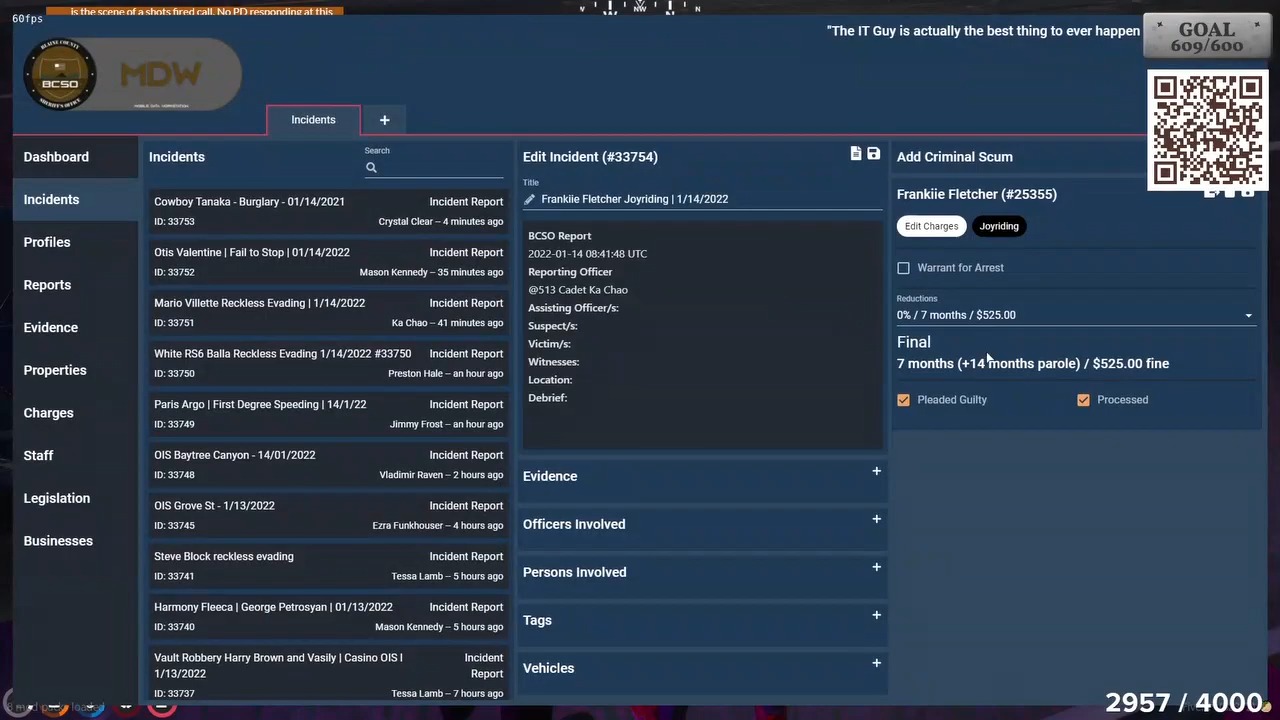 is the scene of a shots fired call. No PD responding at this
60fps
W NW N
"The IT Guy is actually the best thing to ever happen
GOAL
609/600
BLAINE COUNTY
BCSO
SHERIFF'S OFFICE
MDW
MOBILE DATA WORKSTATION
Incidents
+
Dashboard
Incidents
Profiles
Reports
Evidence
Properties
Charges
Staff
Legislation
Businesses
Incidents
Search
Cowboy Tanaka - Burglary - 01/14/2021 Incident Report
ID: 33753 Crystal Clear – 4 minutes ago
Otis Valentine | Fail to Stop | 01/14/2022 Incident Report
ID: 33752 Mason Kennedy – 35 minutes ago
Mario Villette Reckless Evading | 1/14/2022 Incident Report
ID: 33751 Ka Chao – 41 minutes ago
White RS6 Balla Reckless Evading 1/14/2022 #33750 Incident Report
ID: 33750 Preston Hale – an hour ago
Paris Argo | First Degree Speeding | 14/1/22 Incident Report
ID: 33749 Jimmy Frost – an hour ago
OIS Baytree Canyon - 14/01/2022 Incident Report
ID: 33748 Vladimir Raven – 2 hours ago
OIS Grove St - 1/13/2022 Incident Report
ID: 33745 Ezra Funkhouser – 4 hours ago
Steve Block reckless evading Incident Report
ID: 33741 Tessa Lamb – 5 hours ago
Harmony Fleeca | George Petrosyan | 01/13/2022 Incident Report
ID: 33740 Mason Kennedy – 5 hours ago
Vault Robbery Harry Brown and Vasily | Casino OIS I Incident
1/13/2022 Report
ID: 33737 Tessa Lamb – 7 hours ago
Edit Incident (#33754)
Title
Frankiie Fletcher Joyriding | 1/14/2022
BCSO Report
2022-01-14 08:41:48 UTC
Reporting Officer
@513 Cadet Ka Chao
Assisting Officer/s:
Suspect/s:
Victim/s:
Witnesses:
Location:
Debrief:
Evidence +
Officers Involved +
Persons Involved +
Tags +
Vehicles +
Add Criminal Scum
Frankiie Fletcher (#25355)
Edit Charges Joyriding
Warrant for Arrest
Reductions
0% / 7 months / $525.00
Final
7 months (+14 months parole) / $525.00 fine
Pleaded Guilty Processed
2957 / 4000